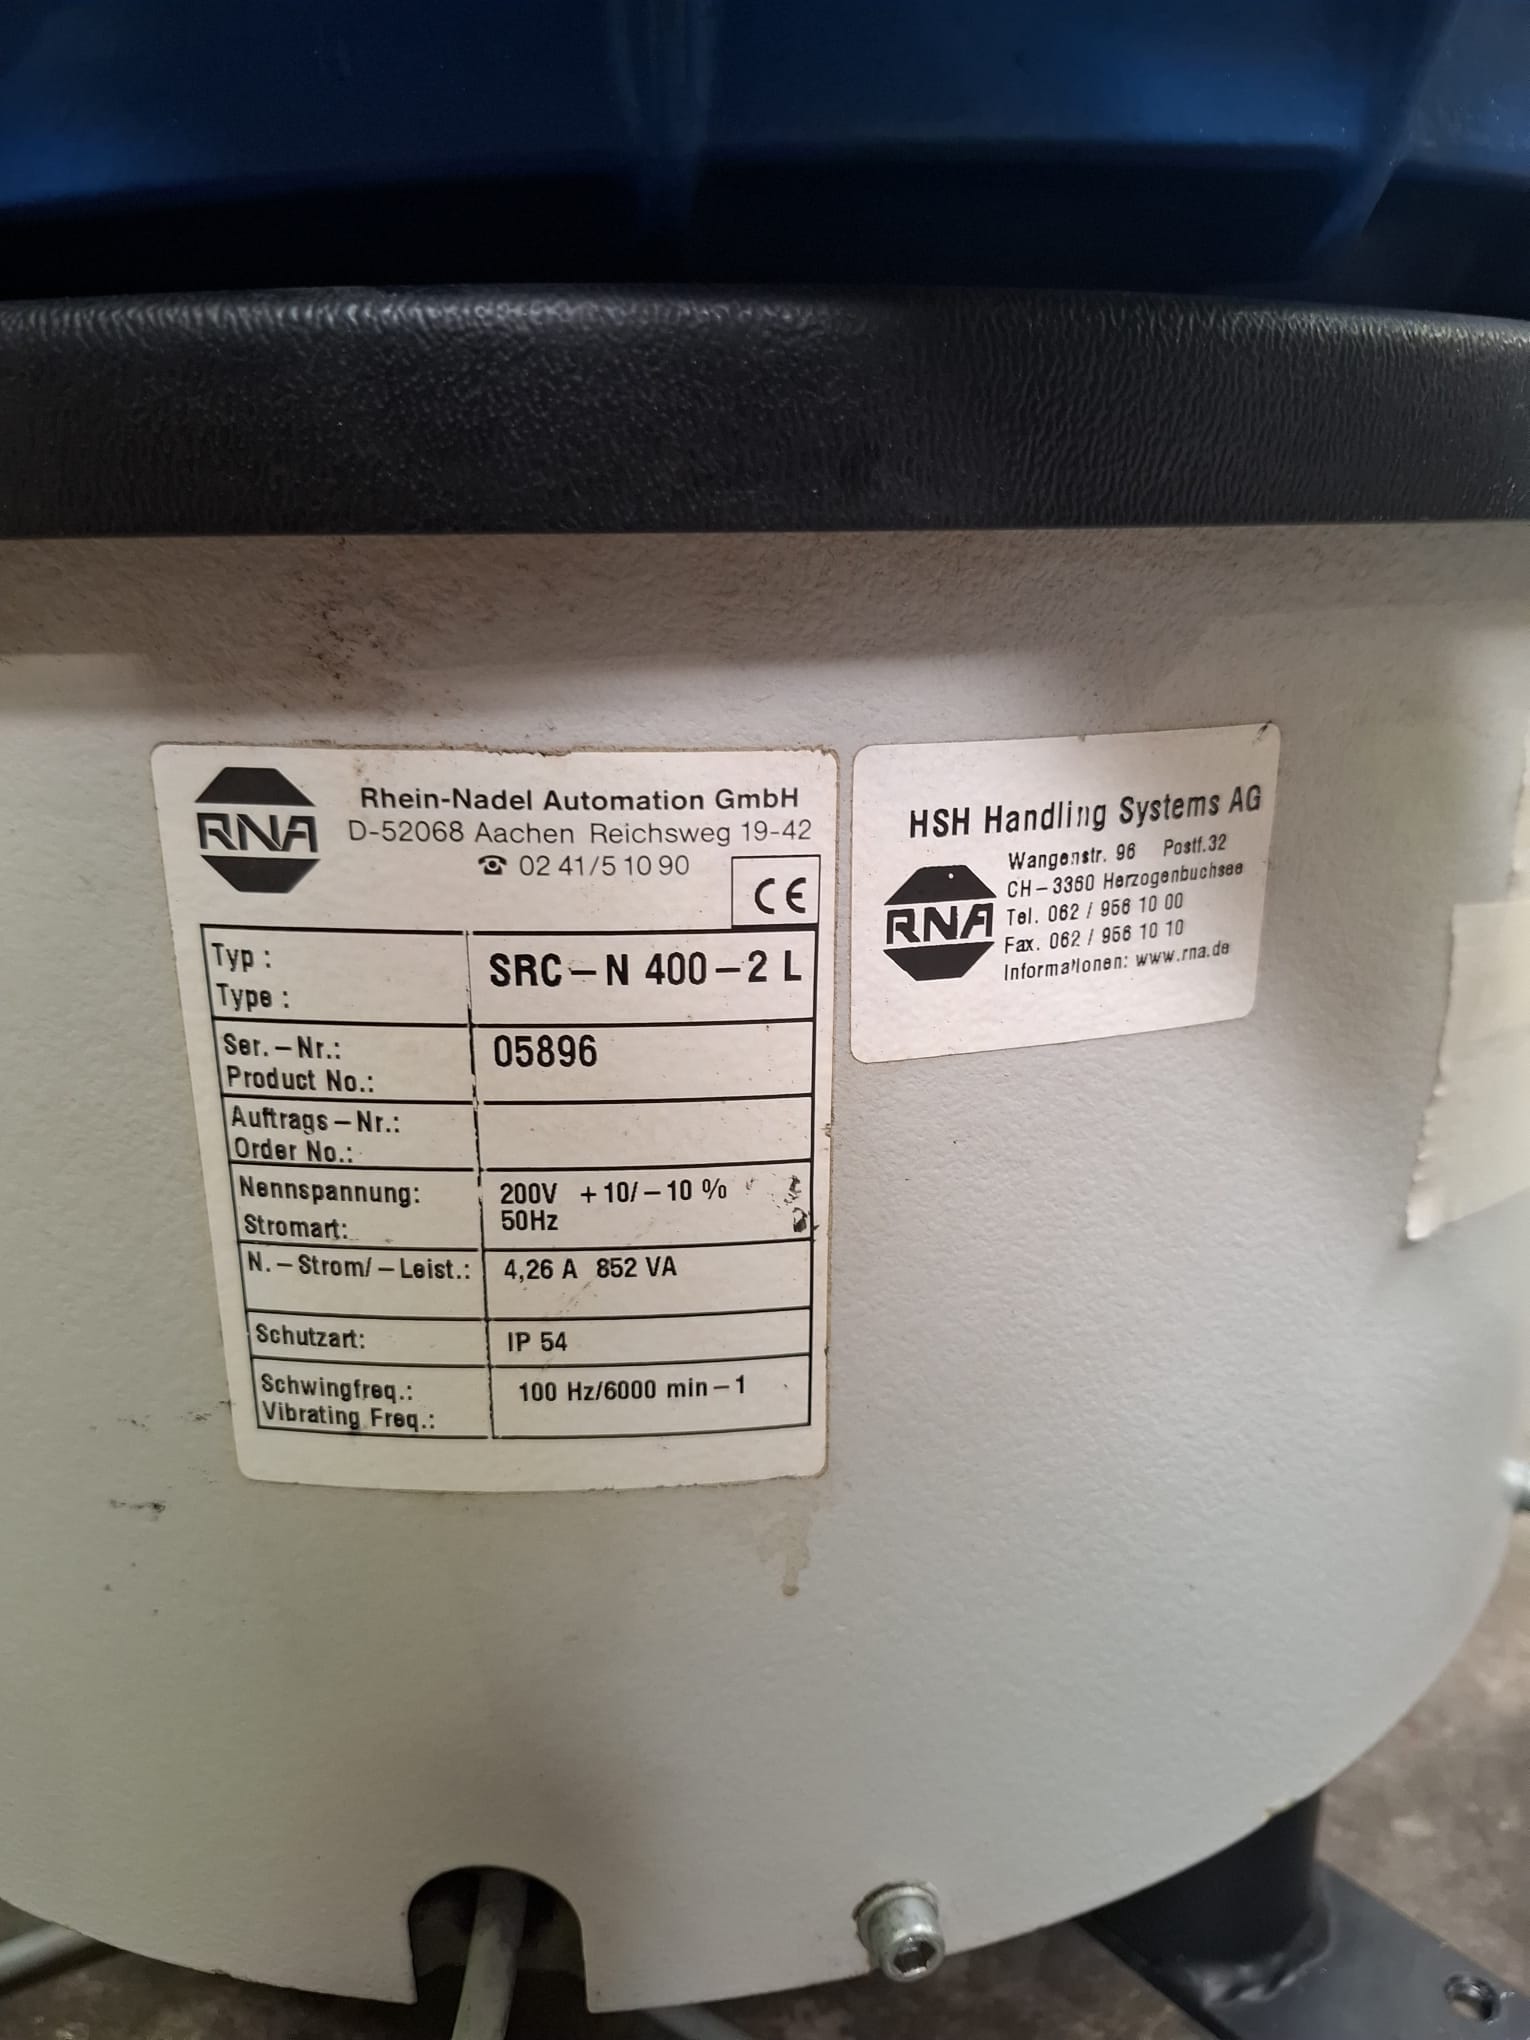 RNA
Rhein-Nadel Automation GmbH
D-52068 Aachen Reichsweg 19-42
☎ 02 41/5 10 90
CE
Typ :
Type :
SRC-N 400-2 L
Ser.-Nr.:
Product No.:
05896
Auftrags-Nr.:
Order No.:
Nennspannung:
Stromart:
200V +10/-10 %
50Hz
N.-Strom/-Leist.:
4,26 A 852 VA
Schutzart:
IP 54
Schwingfreq.:
Vibrating Freq.:
100 Hz/6000 min-1
HSH Handling Systems AG
Wangenstr. 96 Postf.32
CH-3360 Herzogenbuchsee
RNA
Tel. 062 / 956 10 00
Fax. 062 / 956 10 10
Informationen: www.rna.de